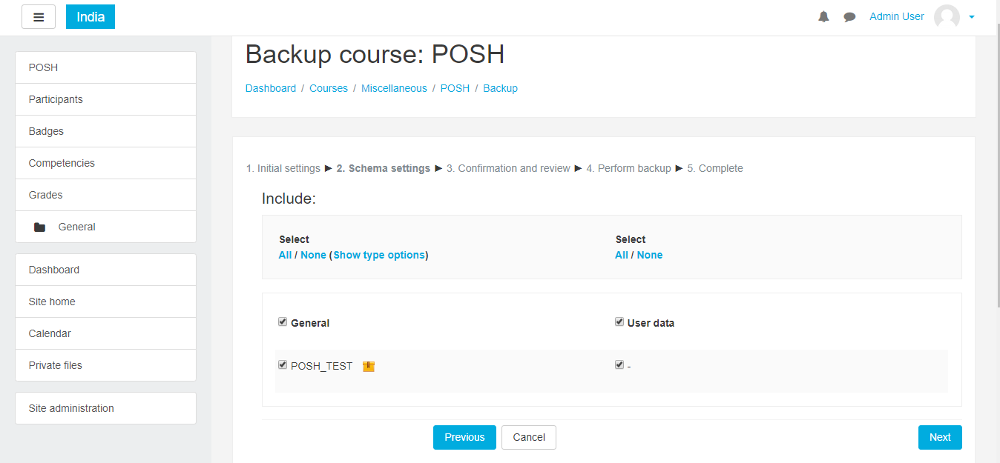 India
Admin User
POSH
Participants
Badges
Competencies
Grades
General
Dashboard
Site home
Calendar
Private files
Site administration
Backup course: POSH
Dashboard / Courses / Miscellaneous / POSH / Backup
1. Initial settings ► 2. Schema settings ► 3. Confirmation and review ► 4. Perform backup ► 5. Complete
Include:
Select
All / None (Show type options)
Select
All / None
General
User data
POSH_TEST
-
Previous
Cancel
Next